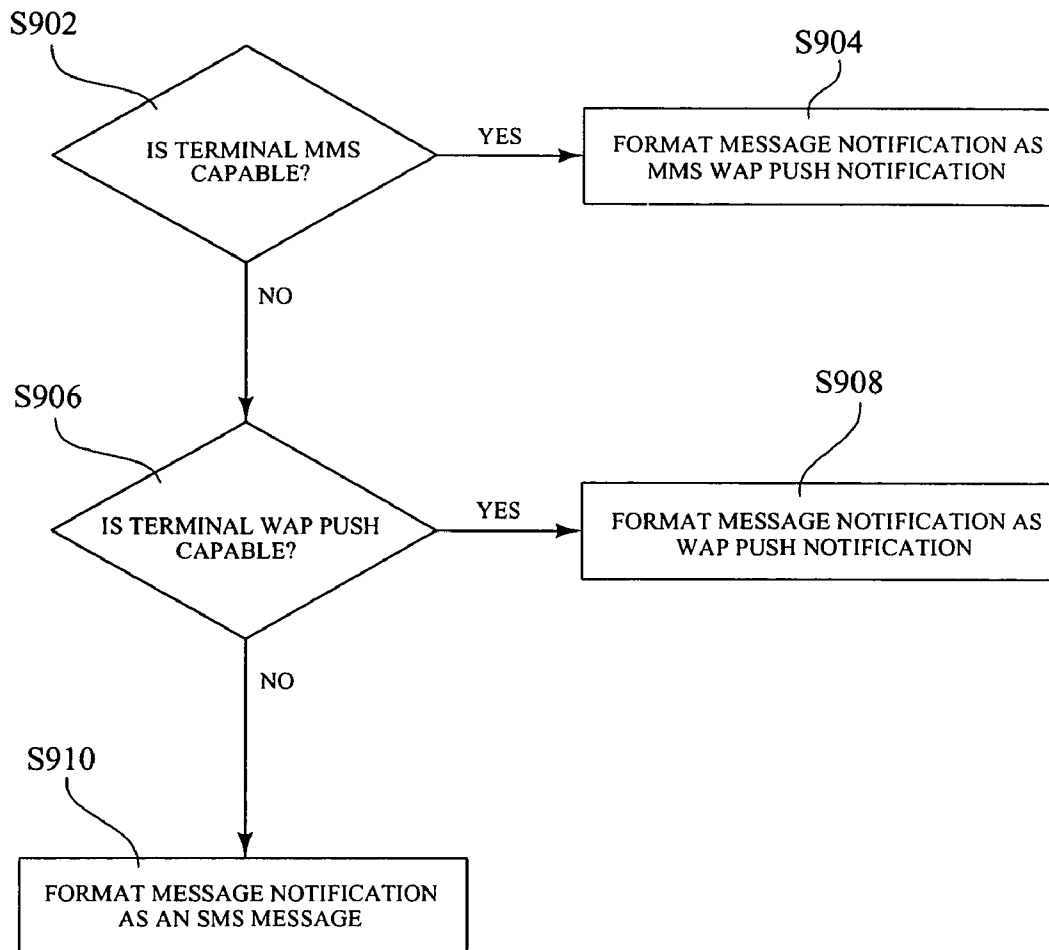 S902
S904
IS TERMINAL MMS
CAPABLE?
YES
FORMAT MESSAGE NOTIFICATION AS
MMS WAP PUSH NOTIFICATION
NO
S906
S908
IS TERMINAL WAP PUSH
CAPABLE?
YES
FORMAT MESSAGE NOTIFICATION AS
WAP PUSH NOTIFICATION
NO
S910
FORMAT MESSAGE NOTIFICATION
AS AN SMS MESSAGE